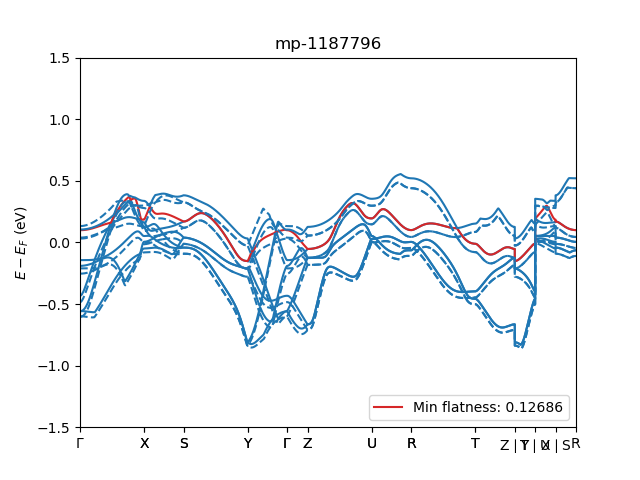 mp-1187796
E − E_F (eV)
1.5
1.0
0.5
0.0
−0.5
−1.0
−1.5
Min flatness: 0.12686
Γ X S Y Γ Z U R T Z | Y | | S R